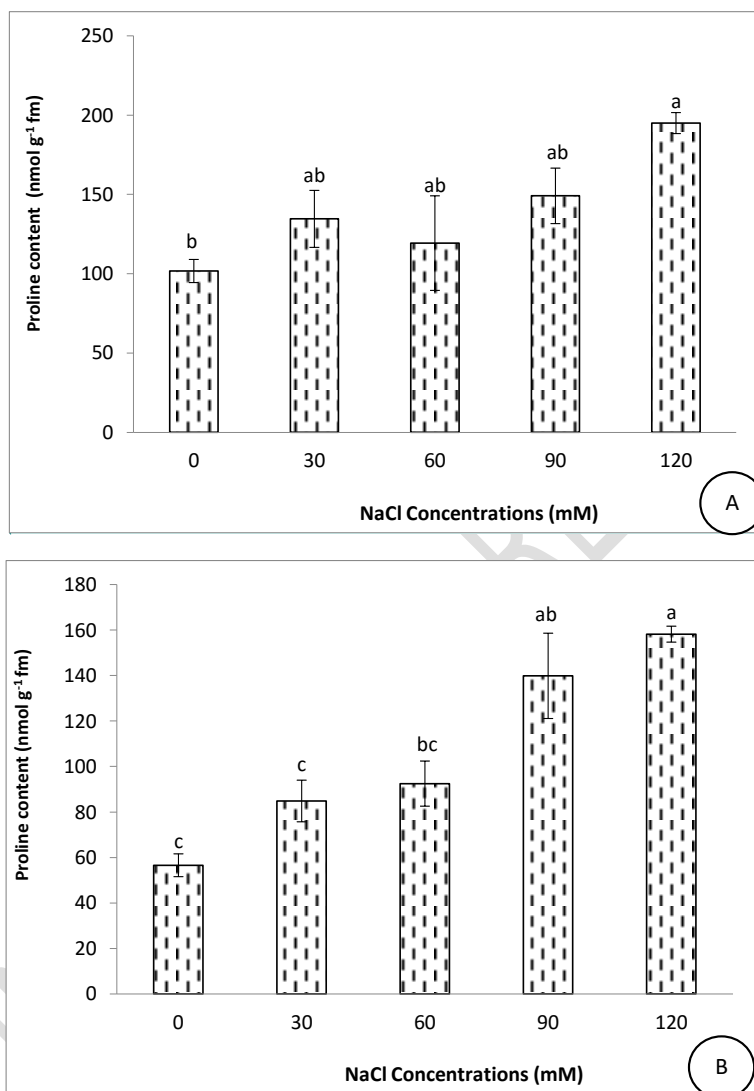 250
200
150
100
50
0
Proline content (nmol g⁻¹ fm)
b
ab
ab
ab
a
0 30 60 90 120
NaCl Concentrations (mM)
A
180
160
140
120
100
80
60
40
20
0
Proline content (nmol g⁻¹ fm)
c
c
bc
ab
a
0 30 60 90 120
NaCl Concentrations (mM)
B